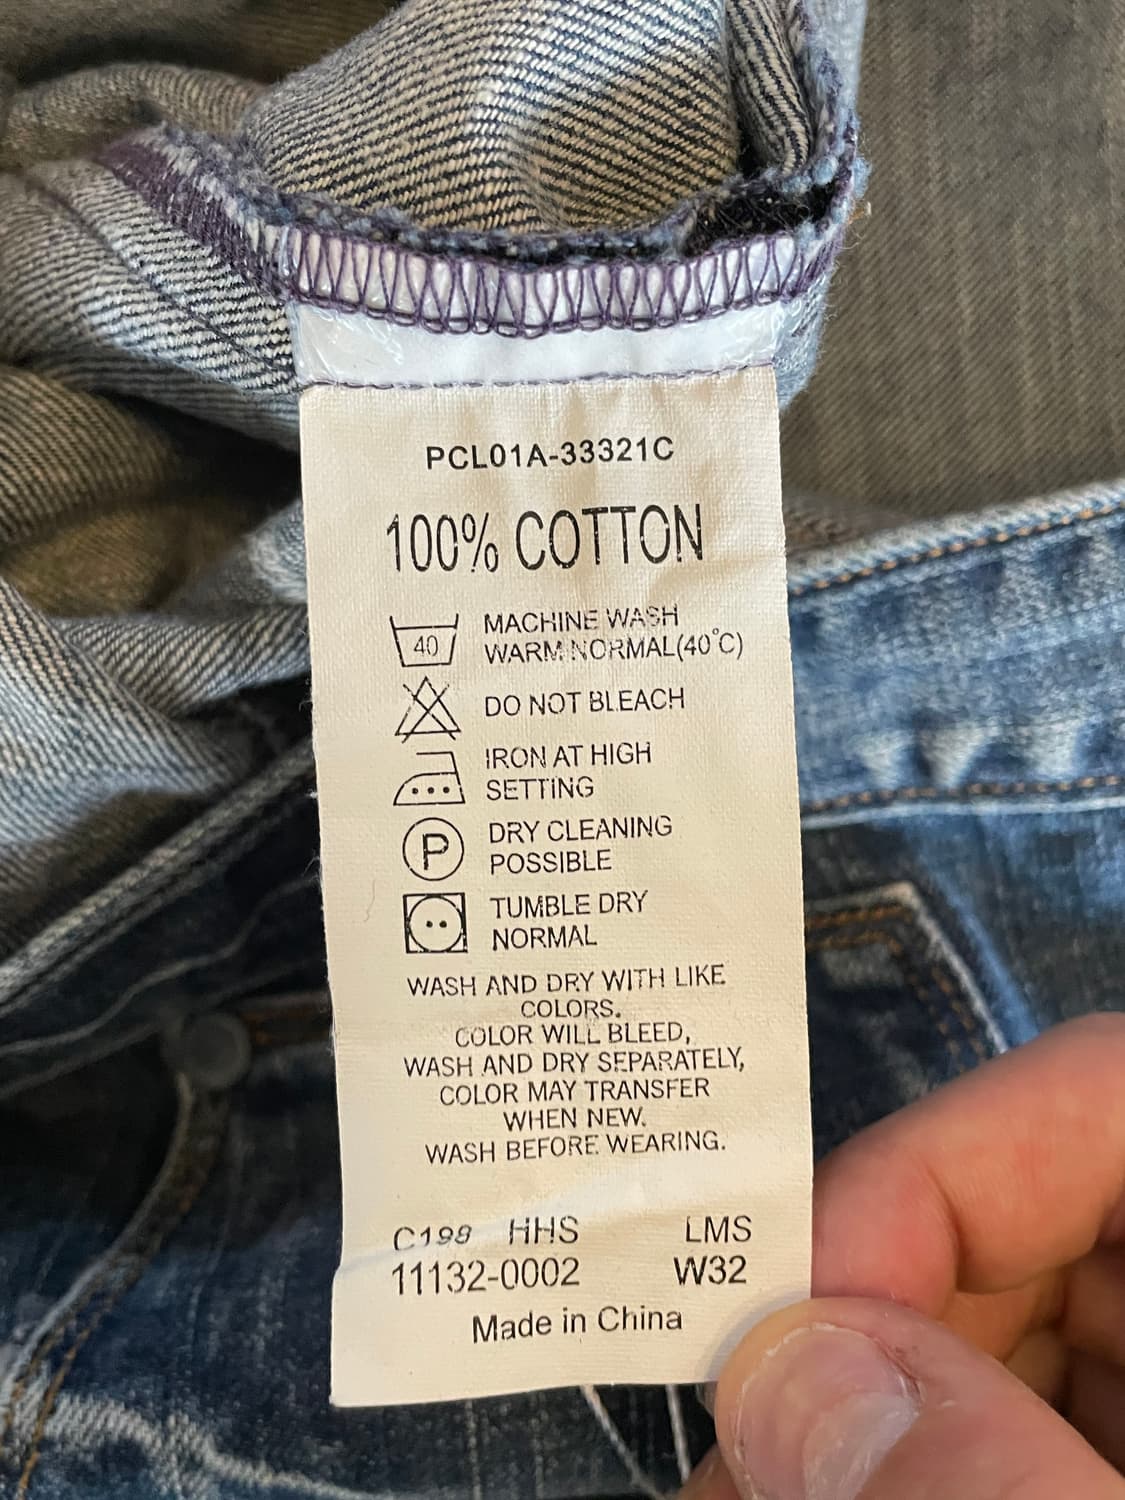 PCL01A-33321C
100% COTTON
40
MACHINE WASH
WARM NORMAL(40°C)
DO NOT BLEACH
IRON AT HIGH
SETTING
P
DRY CLEANING
POSSIBLE
TUMBLE DRY
NORMAL
WASH AND DRY WITH LIKE
COLORS.
COLOR WILL BLEED,
WASH AND DRY SEPARATELY,
COLOR MAY TRANSFER
WHEN NEW.
WASH BEFORE WEARING.
C198 HHS LMS
11132-0002 W32
Made in China